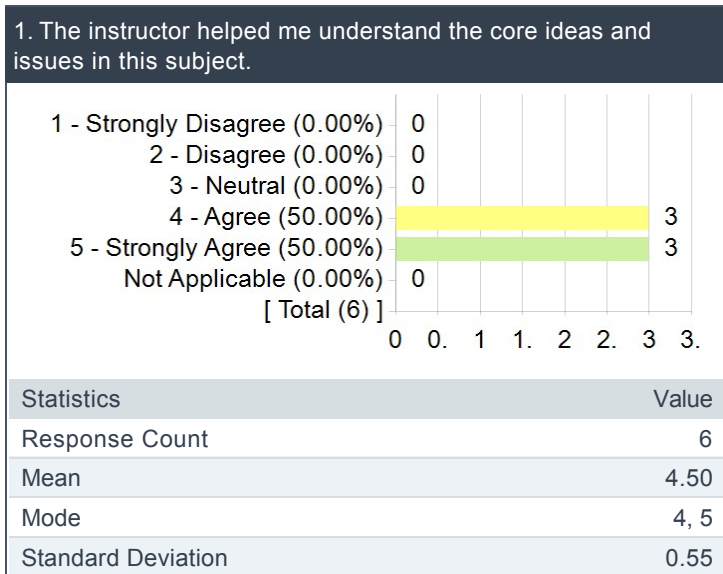 1. The instructor helped me understand the core ideas and
issues in this subject.
1 - Strongly Disagree (0.00%) 0
2 - Disagree (0.00%) 0
3 - Neutral (0.00%) 0
4 - Agree (50.00%) 3
5 - Strongly Agree (50.00%) 3
Not Applicable (0.00%) 0
[ Total (6) ]
0 0. 1 1. 2 2. 3 3.
Statistics Value
Response Count 6
Mean 4.50
Mode 4, 5
Standard Deviation 0.55